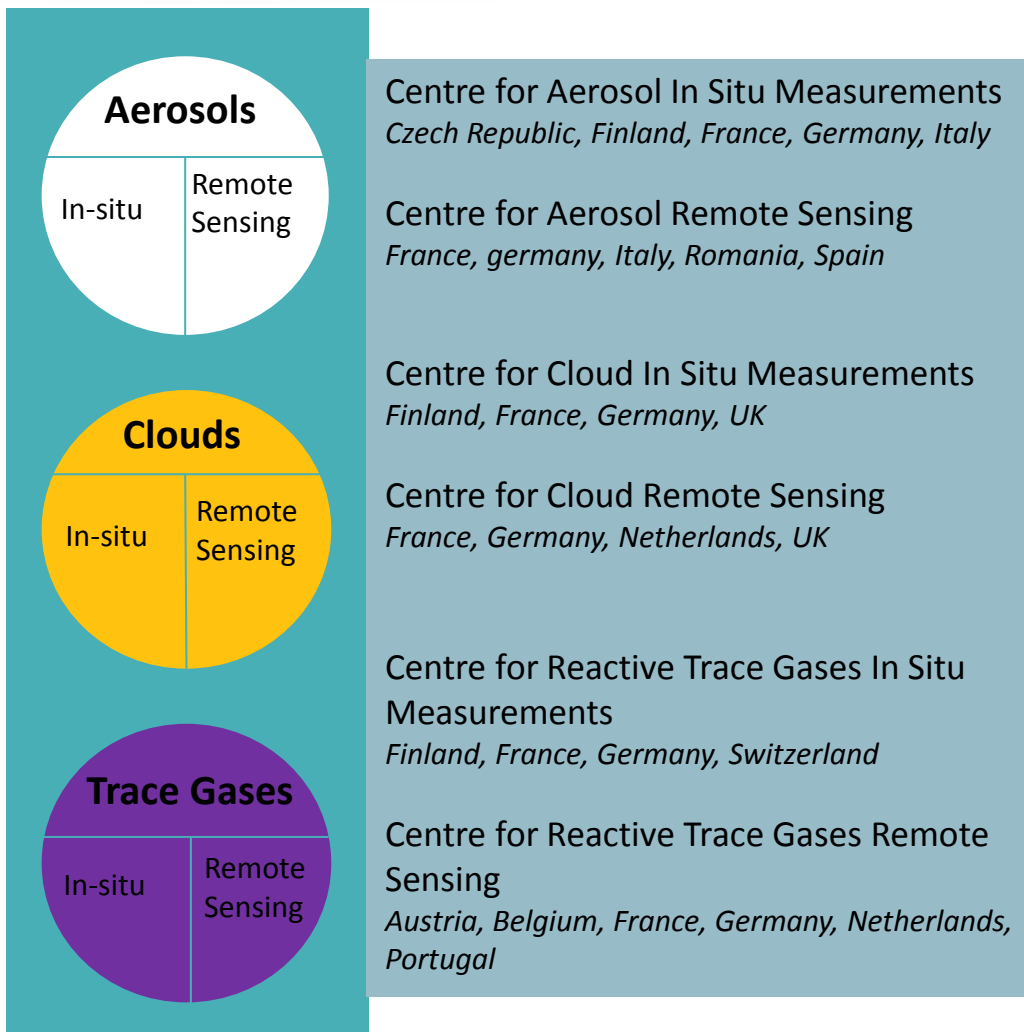 Aerosols
In-situ
Remote
Sensing
Centre for Aerosol In Situ Measurements
Czech Republic, Finland, France, Germany, Italy
Centre for Aerosol Remote Sensing
France, germany, Italy, Romania, Spain
Clouds
In-situ
Remote
Sensing
Centre for Cloud In Situ Measurements
Finland, France, Germany, UK
Centre for Cloud Remote Sensing
France, Germany, Netherlands, UK
Trace Gases
In-situ
Remote
Sensing
Centre for Reactive Trace Gases In Situ
Measurements
Finland, France, Germany, Switzerland
Centre for Reactive Trace Gases Remote
Sensing
Austria, Belgium, France, Germany, Netherlands,
Portugal